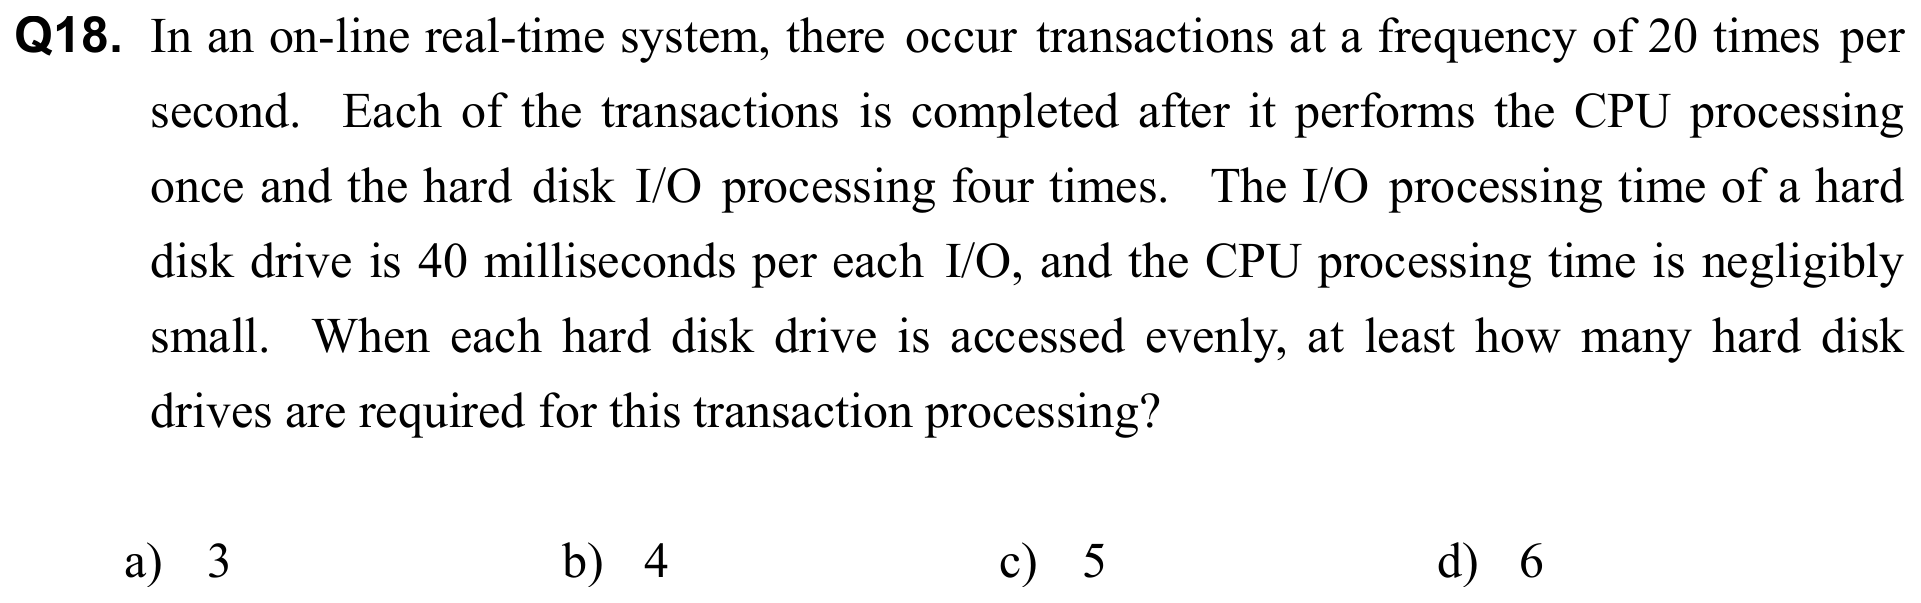 Q18. In an on-line real-time system, there occur transactions at a frequency of 20 times per
second. Each of the transactions is completed after it performs the CPU processing
once and the hard disk I/O processing four times. The I/O processing time of a hard
disk drive is 40 milliseconds per each I/O, and the CPU processing time is negligibly
small. When each hard disk drive is accessed evenly, at least how many hard disk
drives are required for this transaction processing?
a) 3 b) 4 c) 5 d) 6